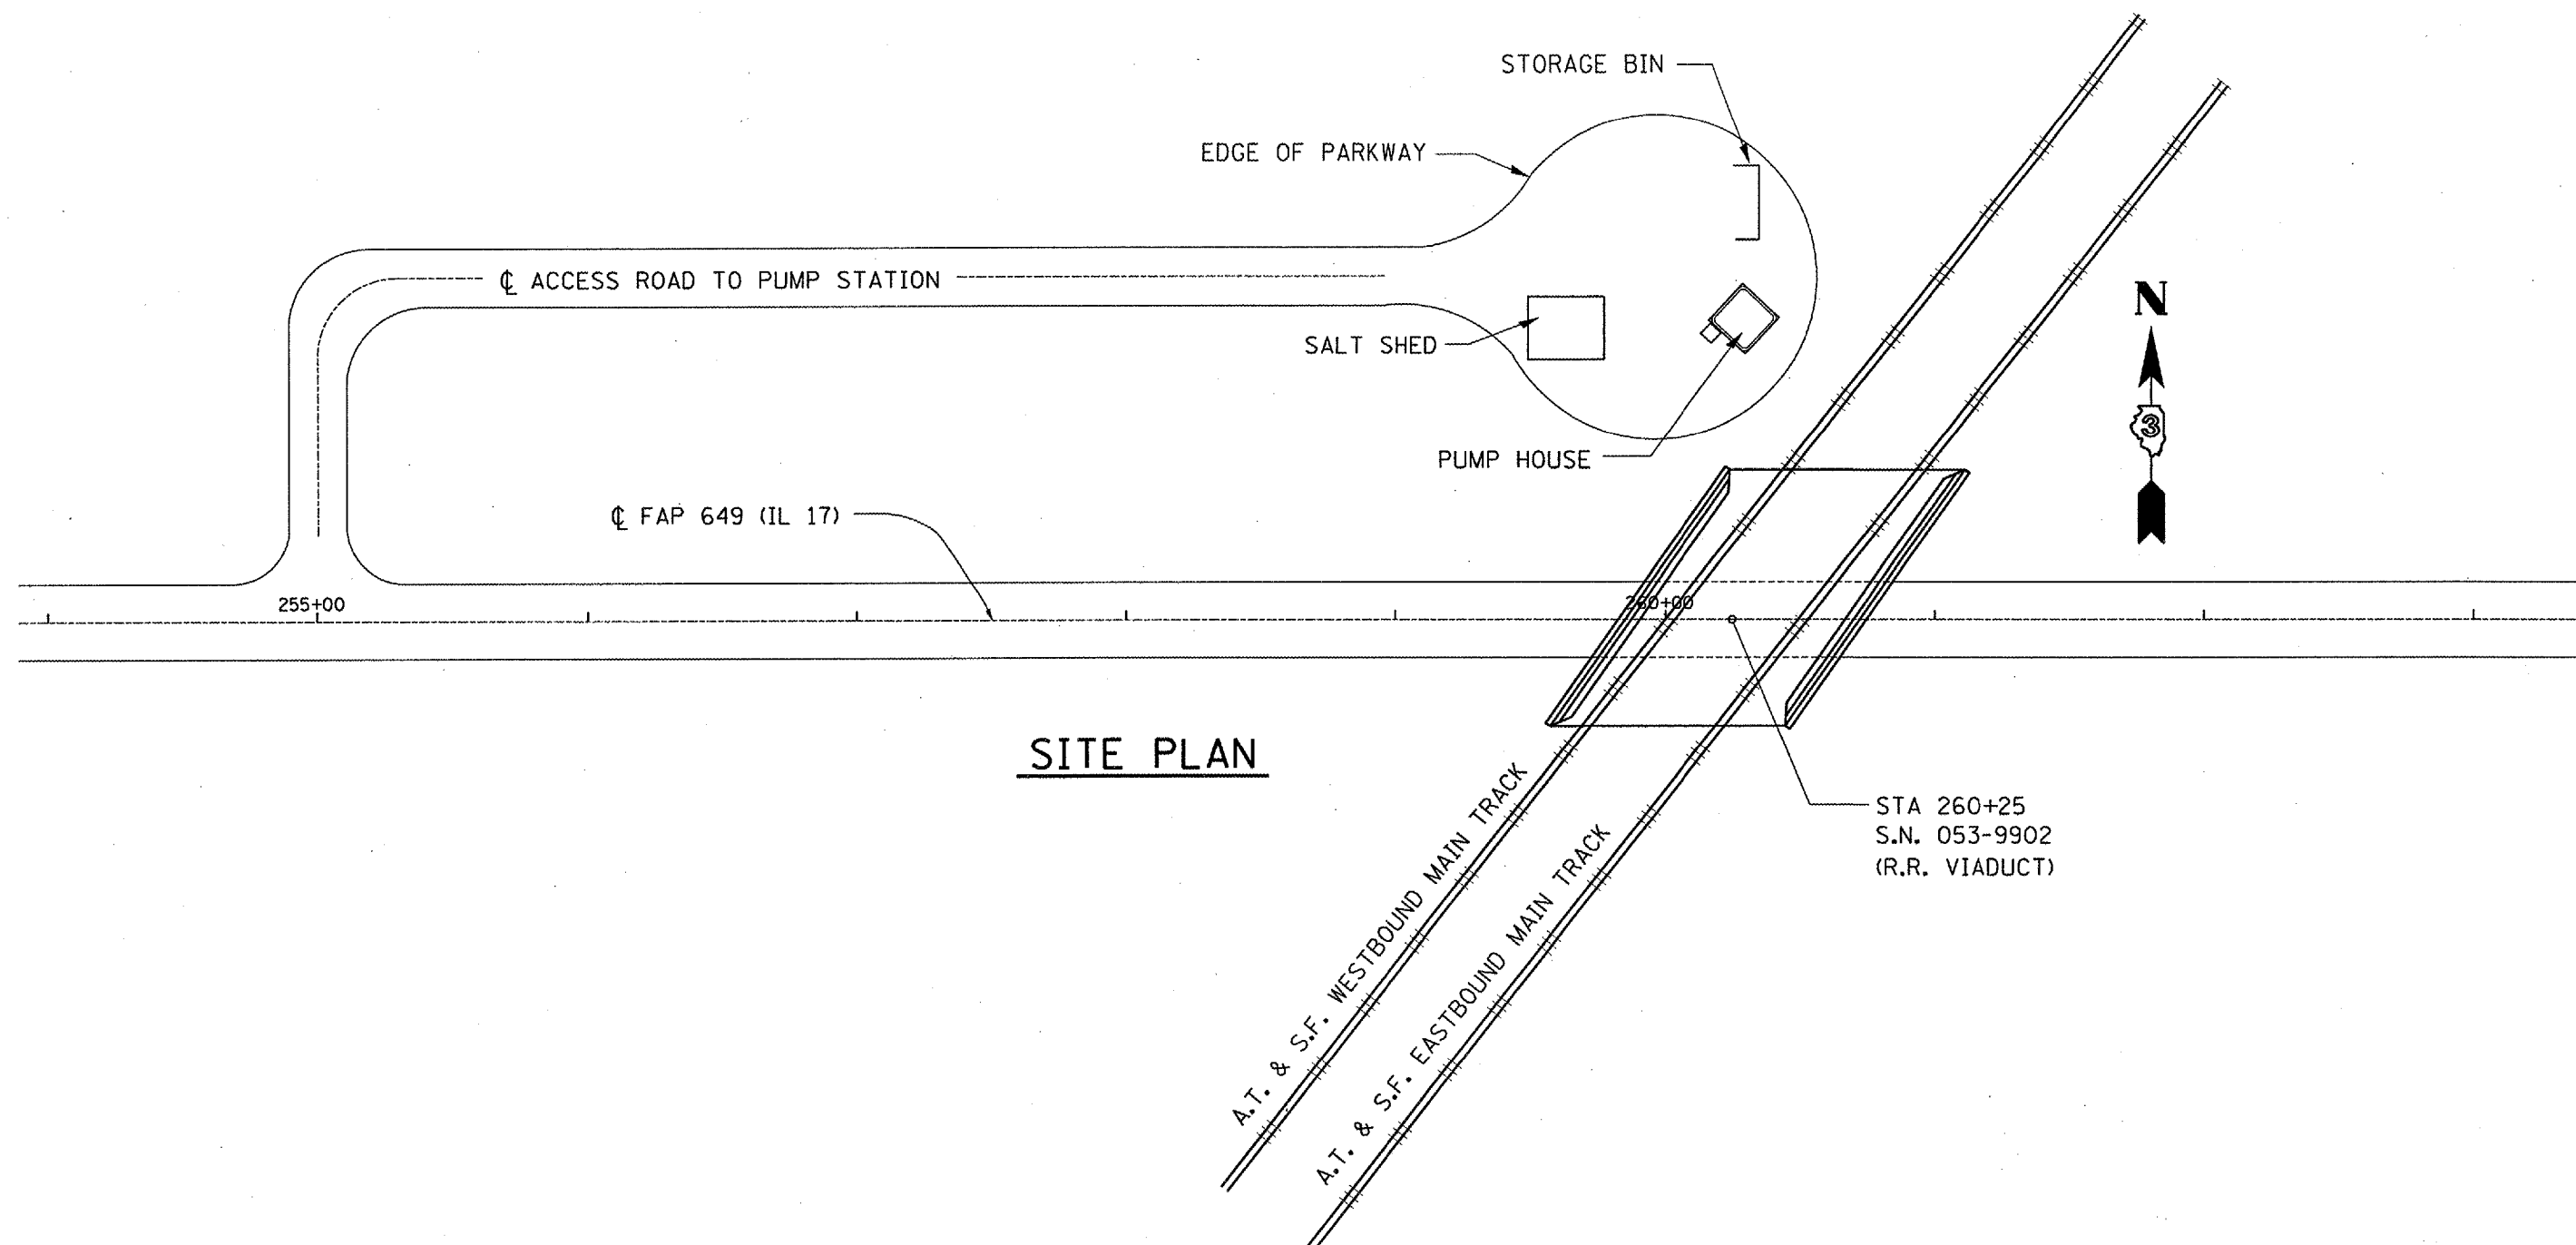 STORAGE BIN
EDGE OF PARKWAY
℄ ACCESS ROAD TO PUMP STATION
N
SALT SHED
3
PUMP HOUSE
℄ FAP 649 (IL 17)
255+00
260+00
SITE PLAN
A.T. & S.F. WESTBOUND MAIN TRACK
A.T. & S.F. EASTBOUND MAIN TRACK
STA 260+25
S.N. 053-9902
(R.R. VIADUCT)